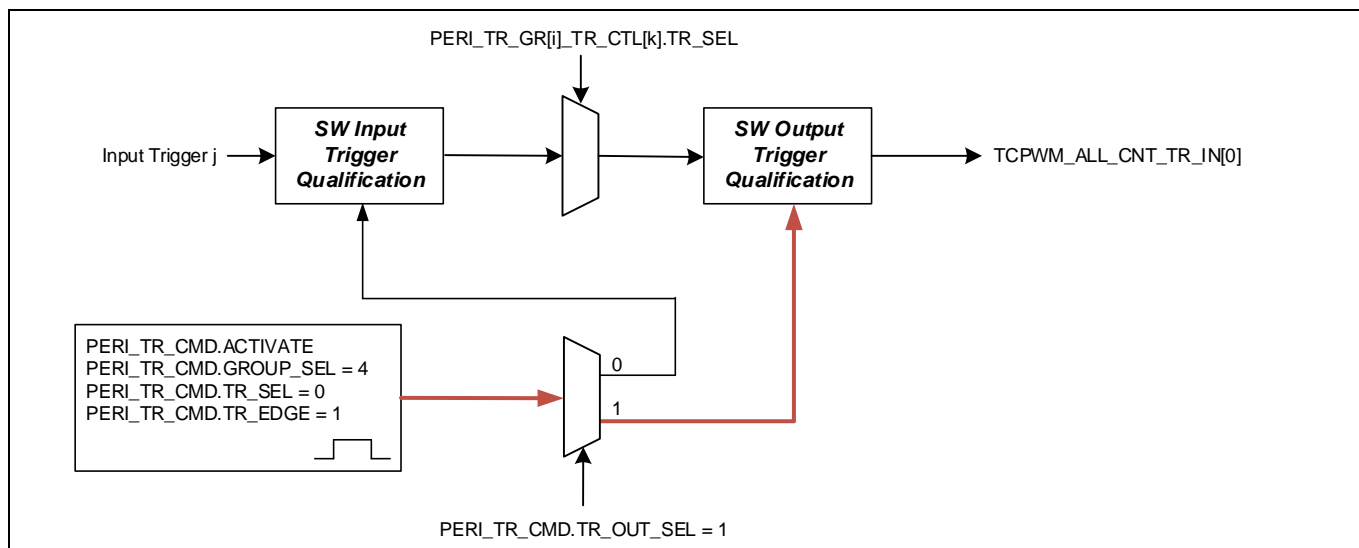 PERI_TR_GR[i]_TR_CTL[k].TR_SEL
Input Trigger j
SW Input
Trigger
Qualification
SW Output
Trigger
Qualification
TCPWM_ALL_CNT_TR_IN[0]
PERI_TR_CMD.ACTIVATE
PERI_TR_CMD.GROUP_SEL = 4
PERI_TR_CMD.TR_SEL = 0
PERI_TR_CMD.TR_EDGE = 1
0
1
PERI_TR_CMD.TR_OUT_SEL = 1